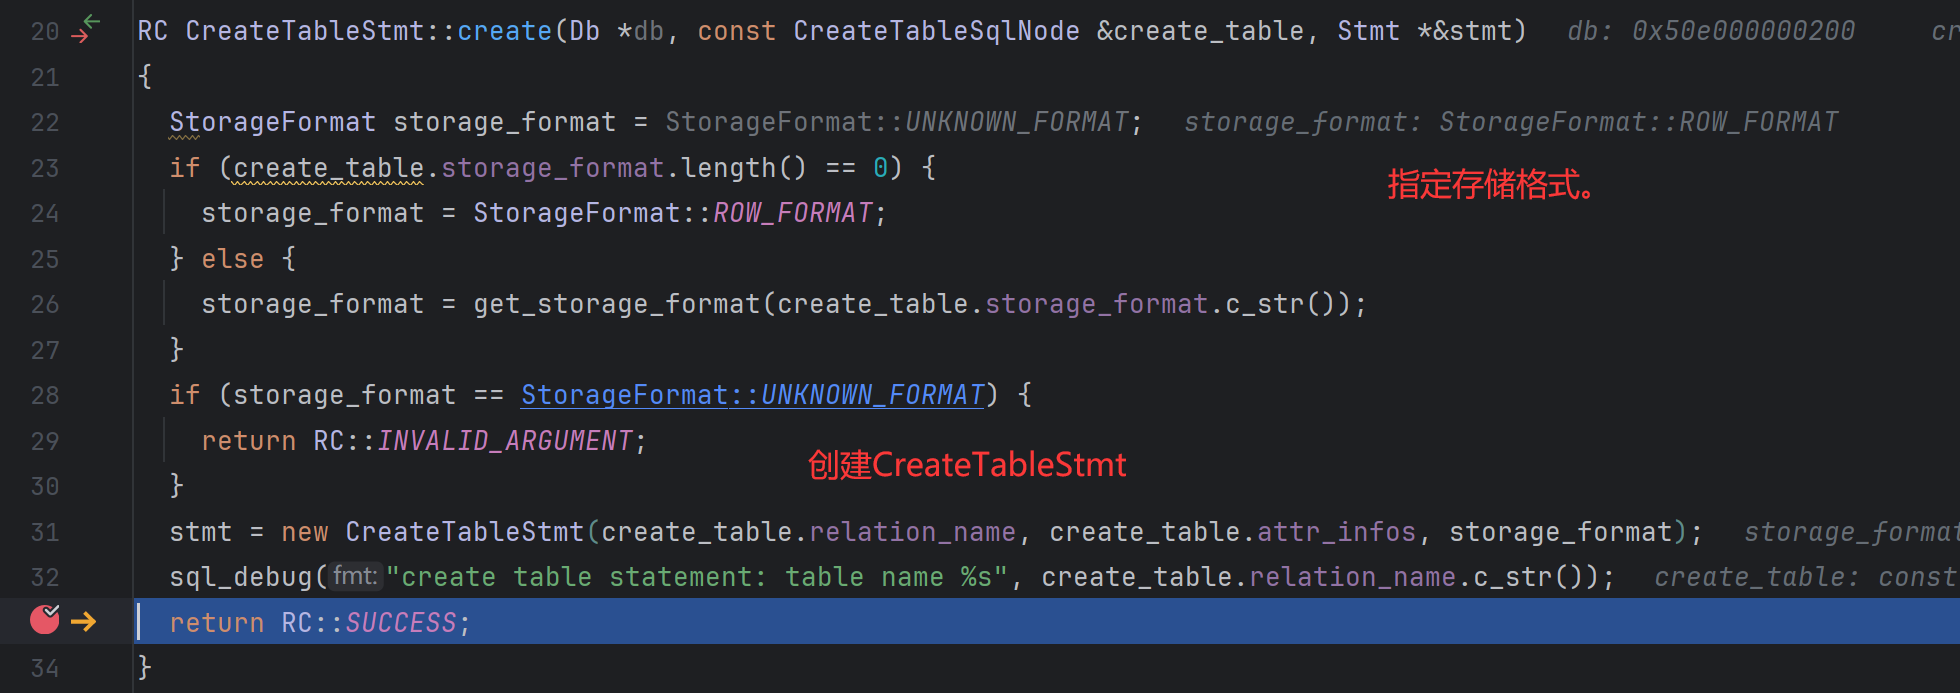 20 RC CreateTableStmt::create(Db *db, const CreateTableSqlNode &create_table, Stmt *&stmt) db: 0x50e000000200 cr
21 {
22 StorageFormat storage_format = StorageFormat::UNKNOWN_FORMAT; storage_format: StorageFormat::ROW_FORMAT
23 if (create_table.storage_format.length() == 0) {
指定存储格式。
24 storage_format = StorageFormat::ROW_FORMAT;
25 } else {
26 storage_format = get_storage_format(create_table.storage_format.c_str());
27 }
28 if (storage_format == StorageFormat::UNKNOWN_FORMAT) {
29 return RC::INVALID_ARGUMENT;
创建CreateTableStmt
30 }
31 stmt = new CreateTableStmt(create_table.relation_name, create_table.attr_infos, storage_format); storage_format
32 sql_debug(fmt:"create table statement: table name %s", create_table.relation_name.c_str()); create_table: const
return RC::SUCCESS;
34 }